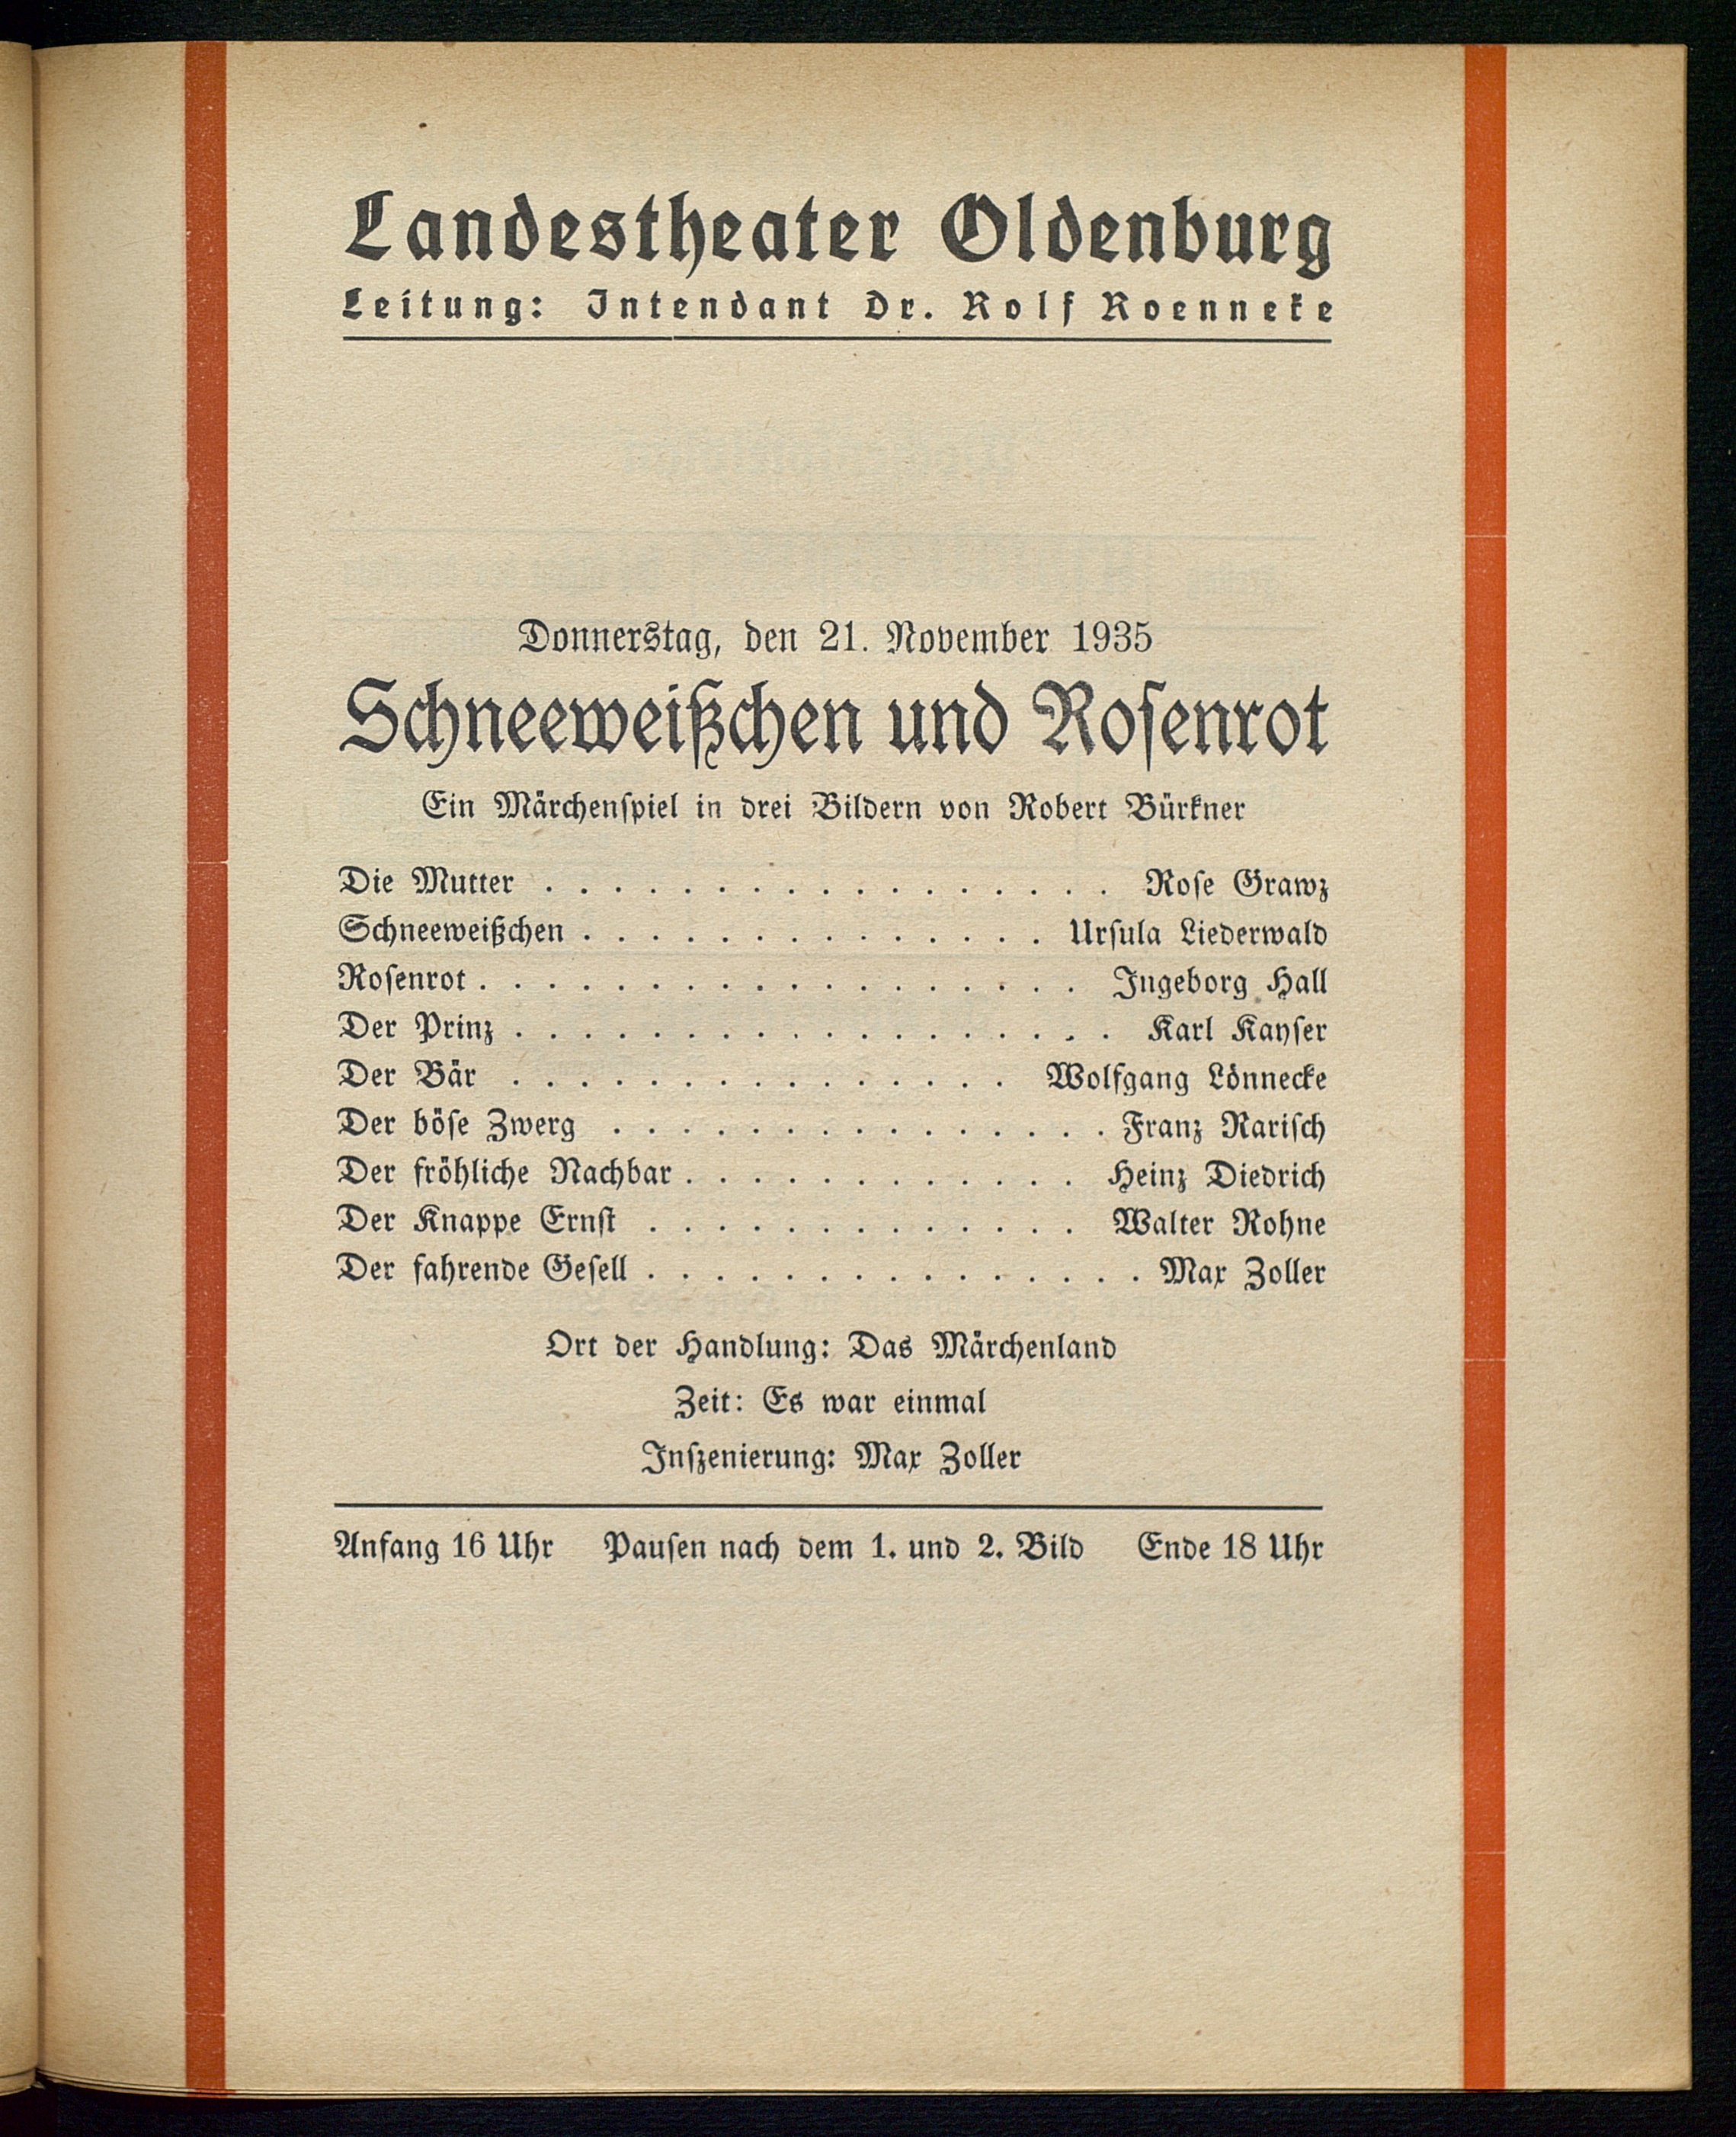 Landestheater Oldenburg
Leitung: Intendant Dr. Rolf Roenneke
Donnerstag, den 21. November 1935
Schneeweißchen und Roſenrot
Ein Märchenſpiel in drei Bildern von Robert Bürkner
Die Mutter . . . . . . . . . . . . . . . . . Roſe Grawz
Schneeweißchen . . . . . . . . . . . . . . Urſula Liederwald
Roſenrot . . . . . . . . . . . . . . . . . . Ingeborg Hall
Der Prinz . . . . . . . . . . . . . . . . . . Karl Kayſer
Der Bär . . . . . . . . . . . . . . . Wolfgang Lönnecke
Der böſe Zwerg . . . . . . . . . . . . . . . Franz Rariſch
Der fröhliche Nachbar . . . . . . . . . . . . Heinz Diedrich
Der Knappe Ernſt . . . . . . . . . . . . . Walter Rohne
Der fahrende Geſell . . . . . . . . . . . . . . . Max Zoller
Ort der Handlung: Das Märchenland
Zeit: Es war einmal
Inſzenierung: Max Zoller
Anfang 16 Uhr Pauſen nach dem 1. und 2. Bild Ende 18 Uhr